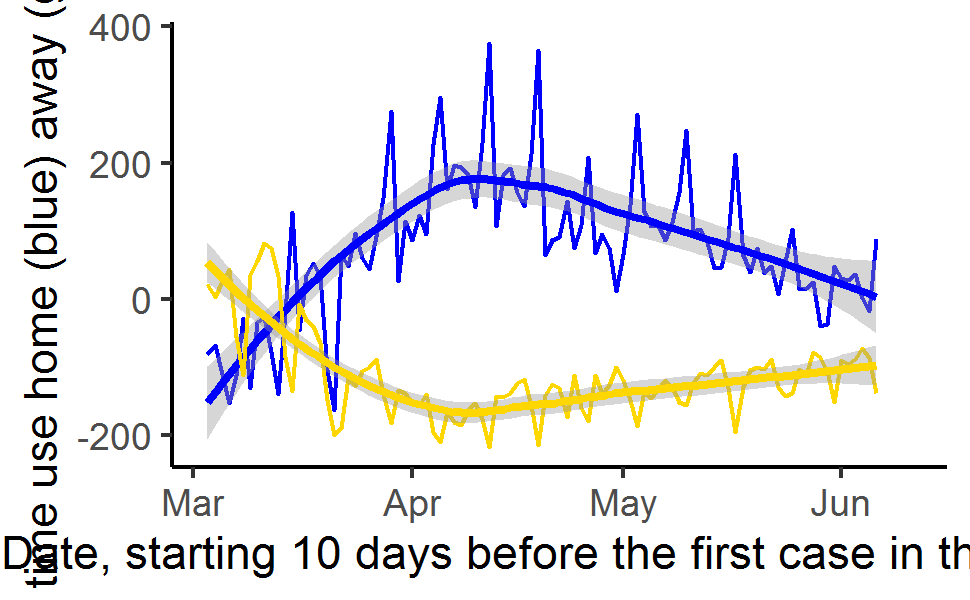 time use home (blue) away (
400
200
0
-200
Mar Apr May Jun
Date, starting 10 days before the first case in th